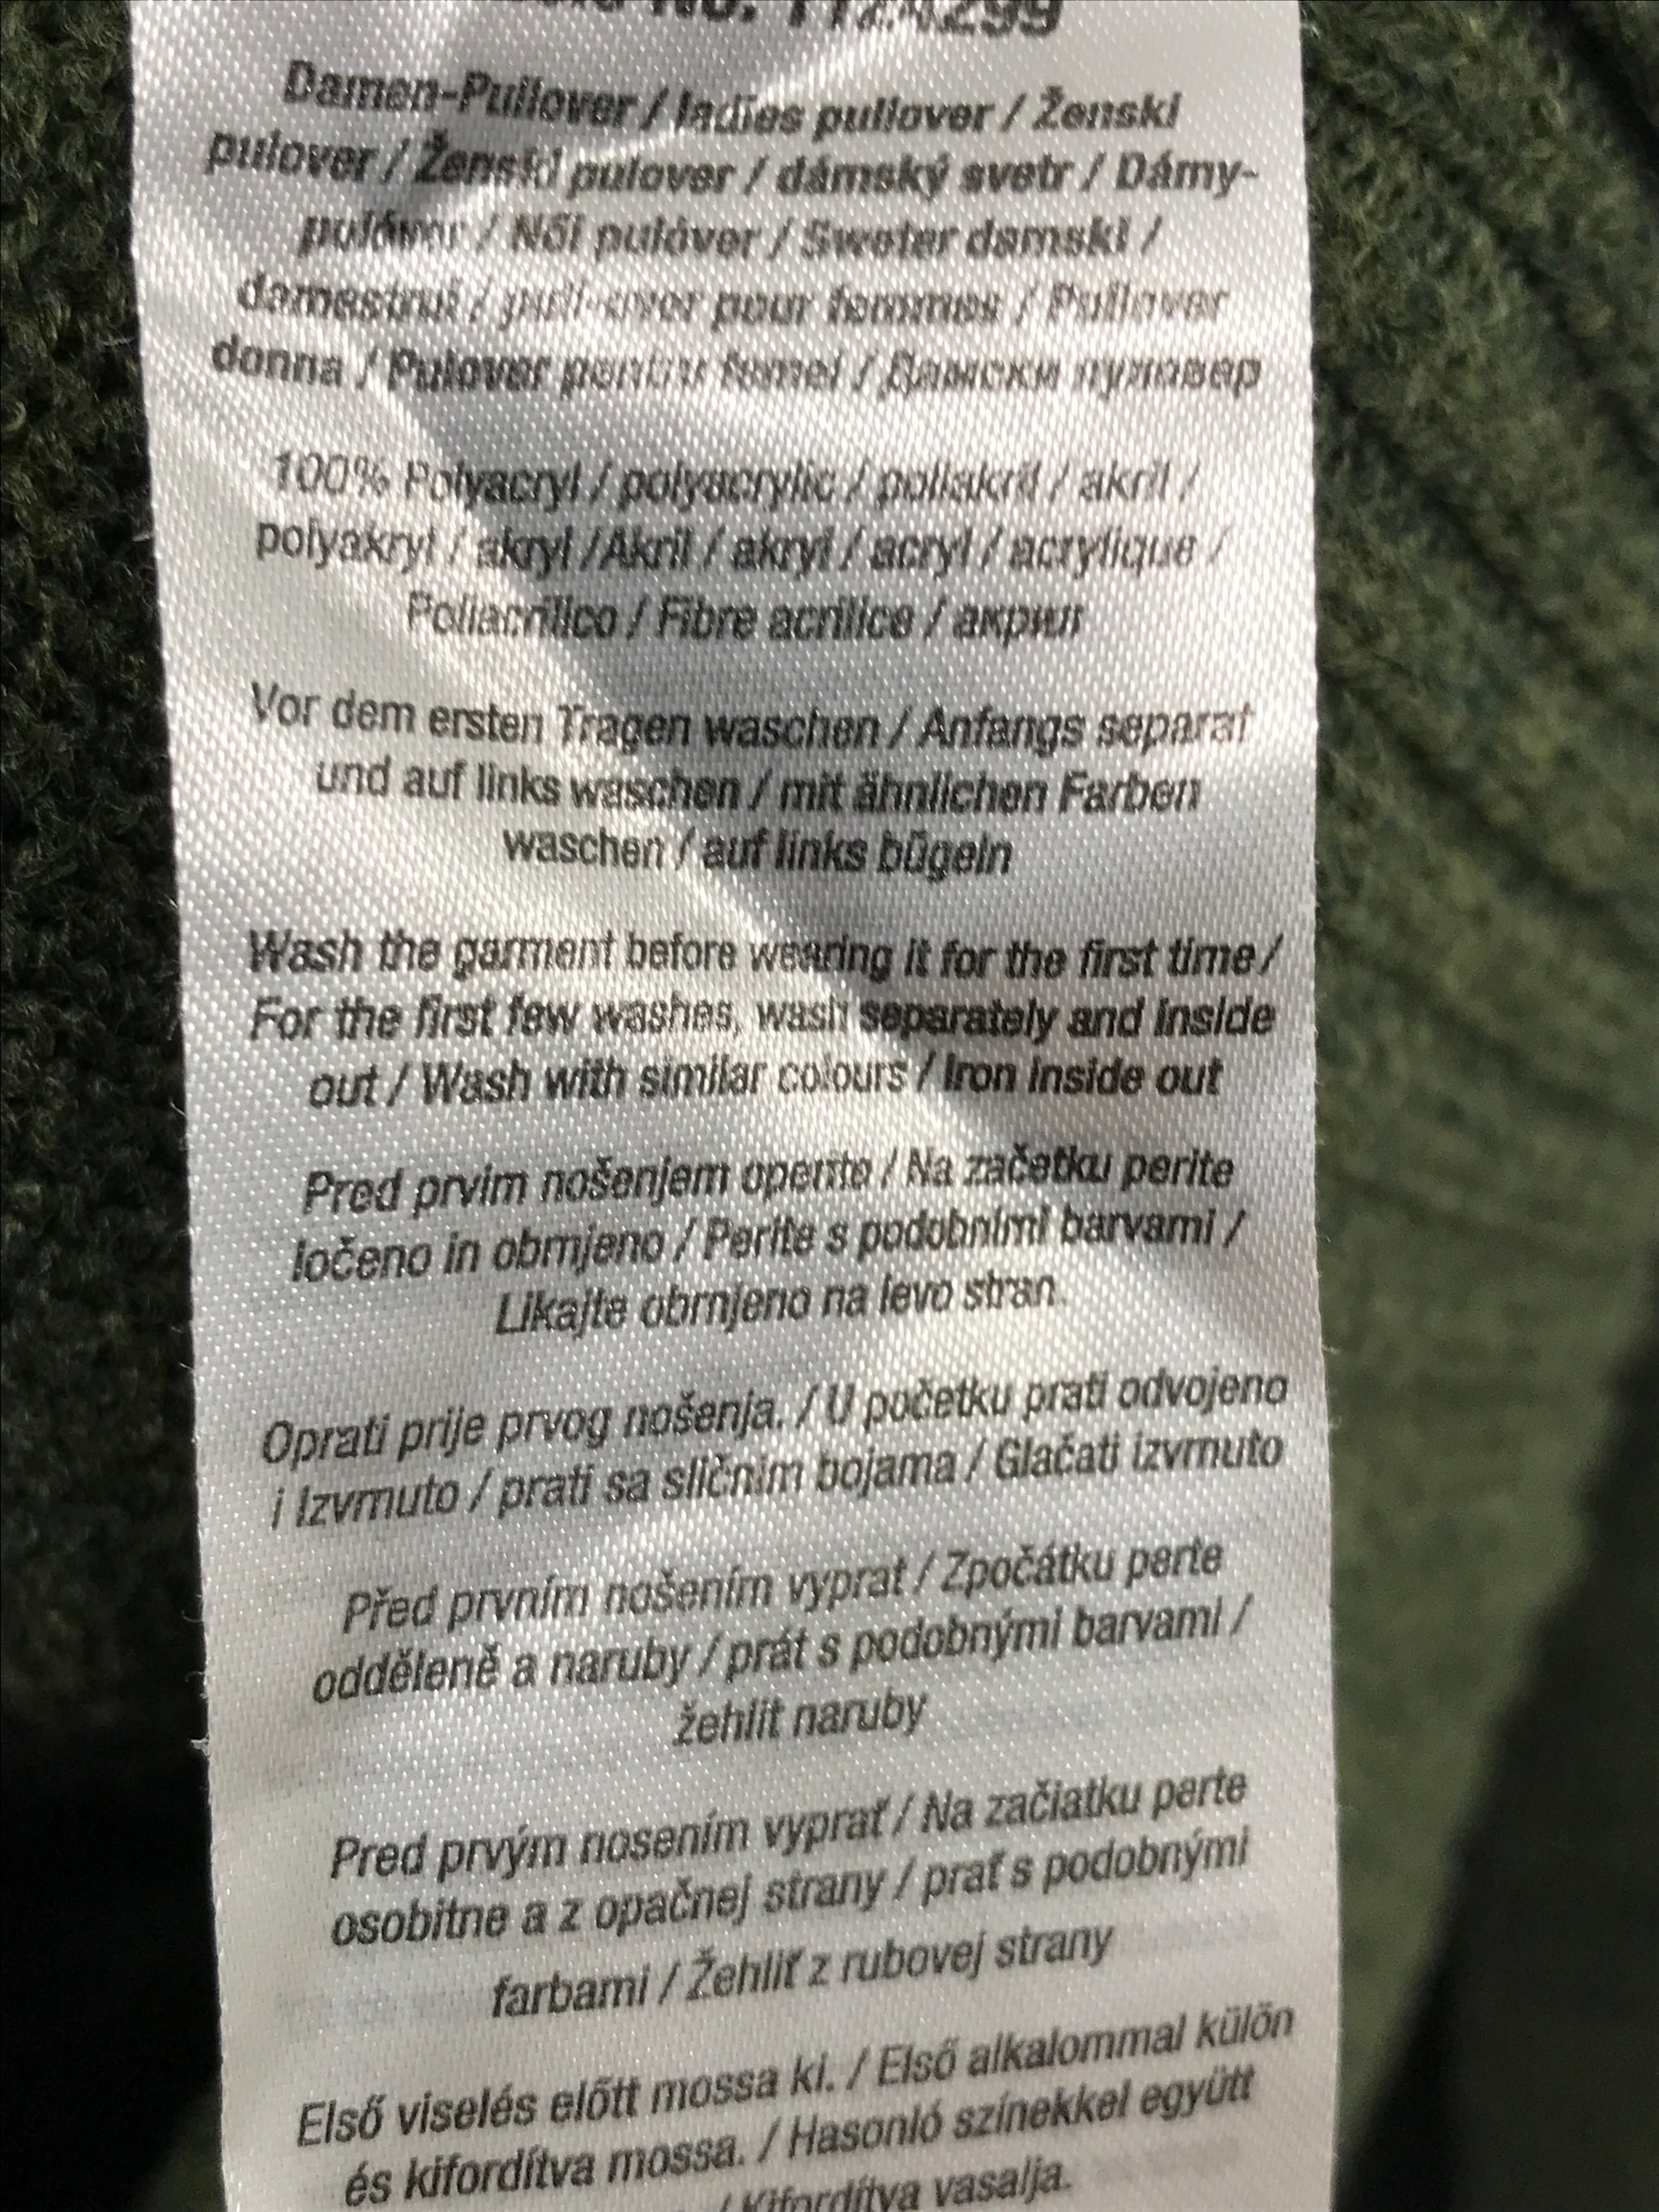 No. 1124299
Damen-Pullover / ladies pullover / Ženski
pulover / Ženski pulover / dámský svetr / Dámy-
pulóver / Női pulóver / Sweter damski /
damestrui / pull-over pour femmes / Pullover
donna / Pulover pentru femei / Дамски пуловер
100% Polyacryl / polyacrylic / poliakril / akril /
polyakryl / akryl /Akril / akryl / acryl / acrylique /
Poliacrilico / Fibre acrilice / акрил
Vor dem ersten Tragen waschen / Anfangs separat
und auf links waschen / mit ähnlichen Farben
waschen / auf links bügeln
Wash the garment before wearing it for the first time /
For the first few washes, wash separately and inside
out / Wash with similar colours / Iron inside out
Pred prvim nošenjem operite / Na začetku perite
ločeno in obrnjeno / Perite s podobnimi barvami /
Likajte obrnjeno na levo stran.
Oprati prije prvog nošenja. / U početku prati odvojeno
i izvrnuto / prati sa sličnim bojama / Glačati izvrnuto
Před prvním nošením vyprat / Zpočátku perte
odděleně a naruby / prát s podobnými barvami /
žehlit naruby
Pred prvým nosením vyprať / Na začiatku perte
osobitne a z opačnej strany / prať s podobnými
farbami / Žehliť z rubovej strany
Első viselés előtt mossa ki. / Első alkalommal külön
és kifordítva mossa. / Hasonló színekkel együtt
/ Kifordítva vasalja.